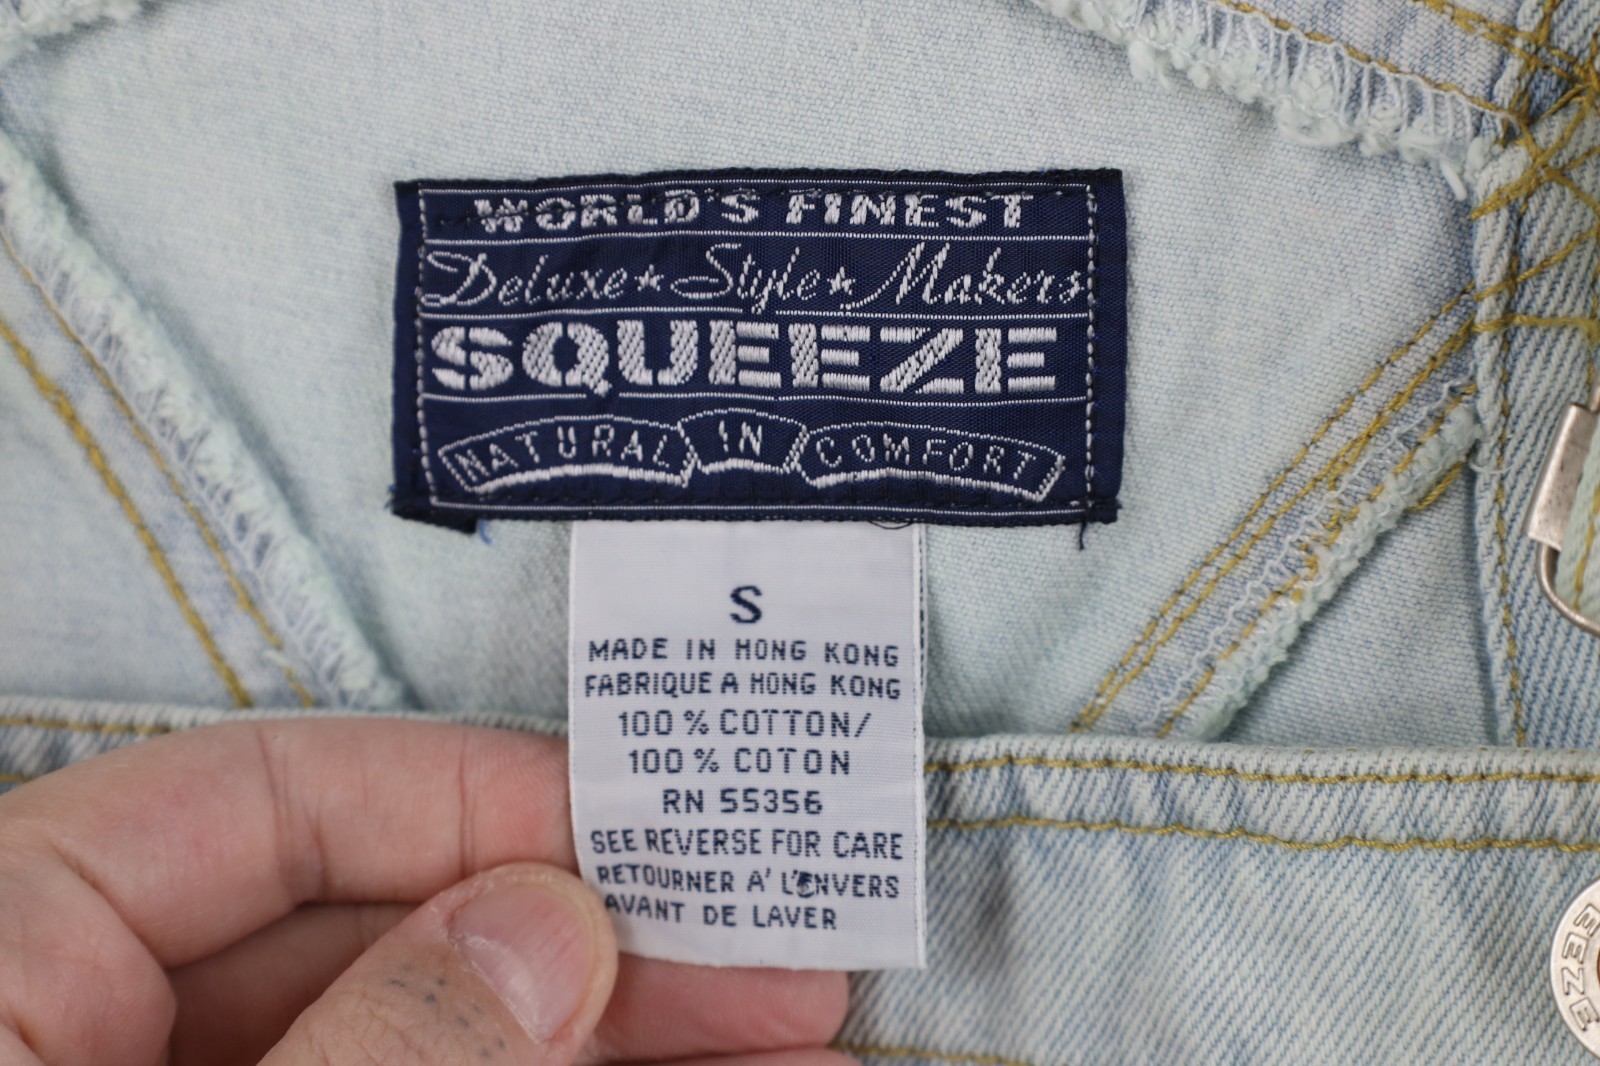 WORLD'S FINEST
Deluxe★Style★Makers
SQUEEZE
NATURAL IN COMFORT
S
MADE IN HONG KONG
FABRIQUE A HONG KONG
100 % COTTON/
100 % COTON
RN 55356
SEE REVERSE FOR CARE
RETOURNER A' L'ENVERS
AVANT DE LAVER
EEZE